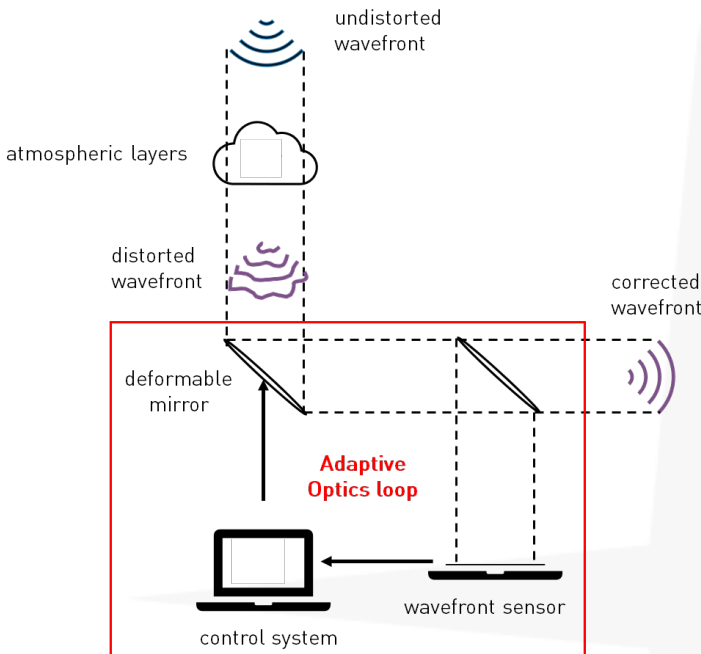 undistorted
wavefront
atmospheric layers
distorted
wavefront
corrected
wavefront
deformable
mirror
Adaptive
Optics loop
wavefront sensor
control system